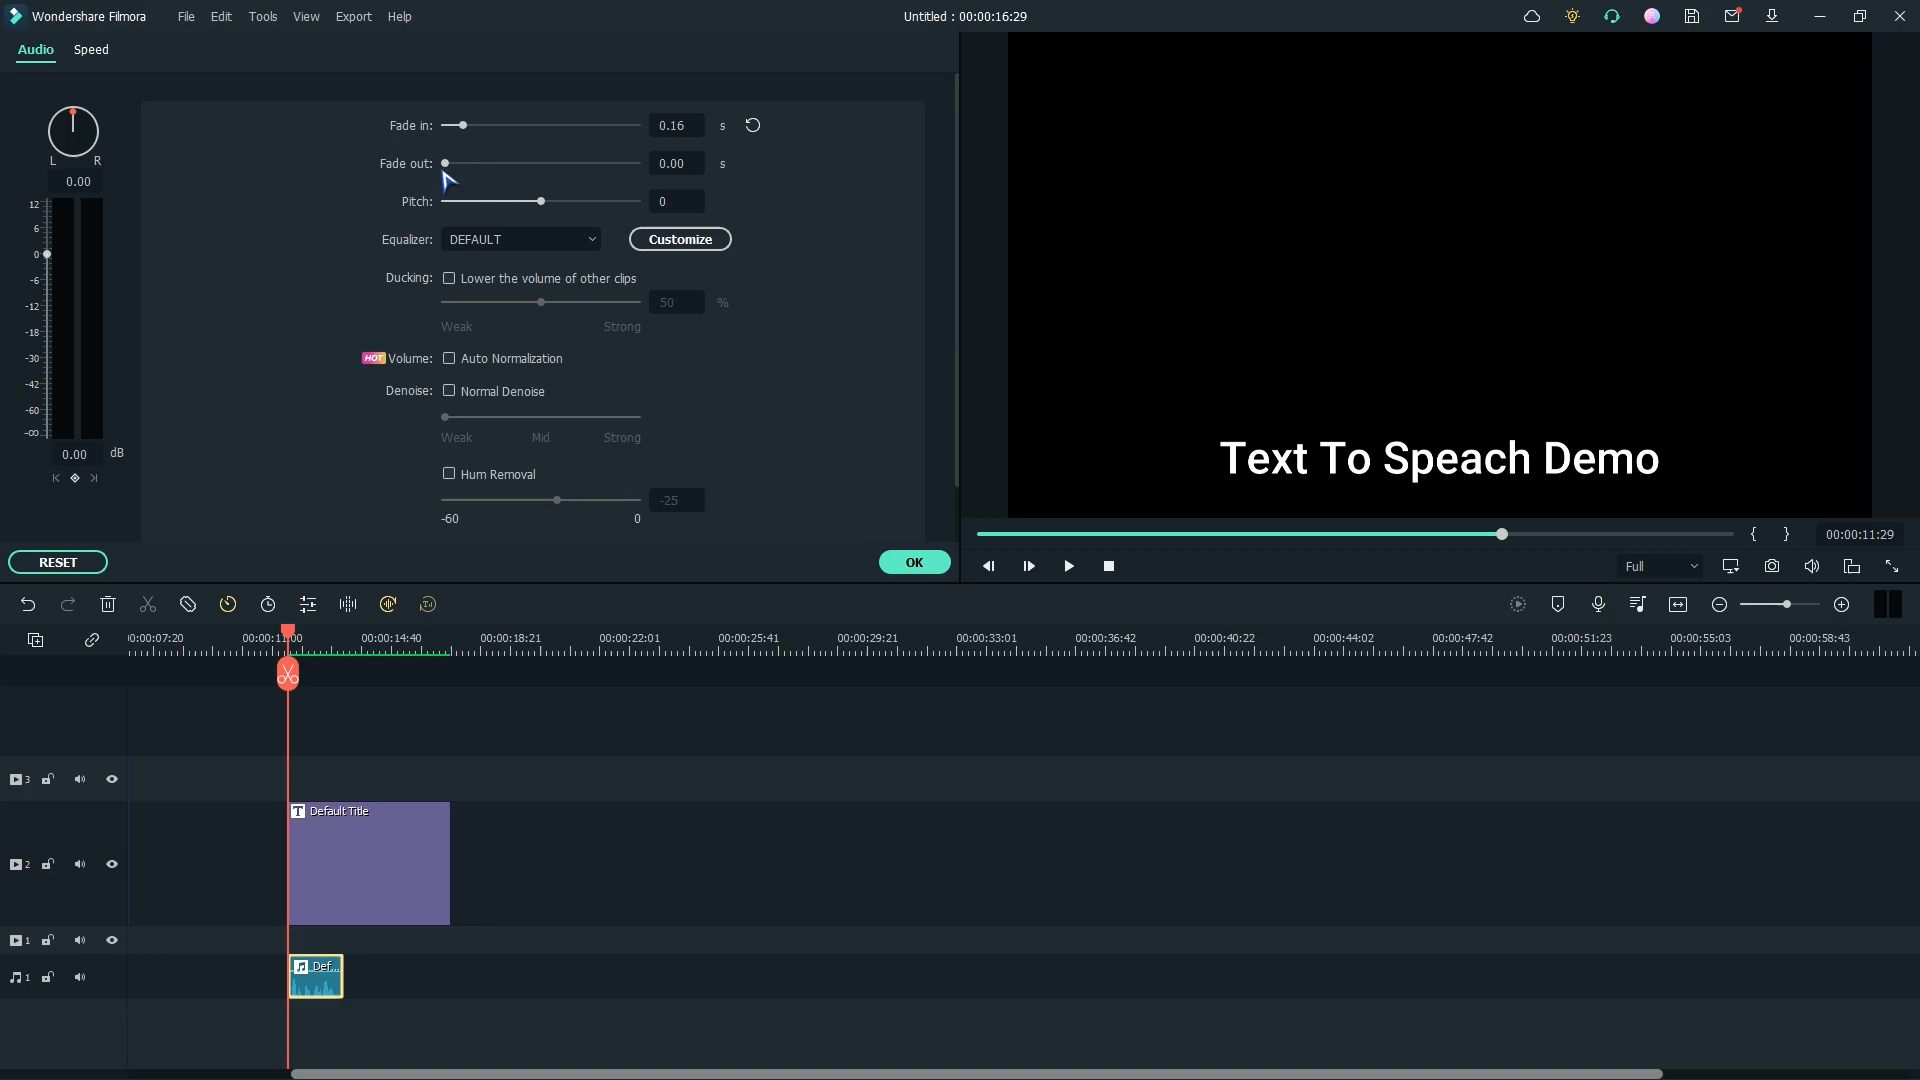 Wondershare Filmora File Edit Tools View Export Help Untitled : 00:00:16:29
Audio Speed
Fade in: 0.16 s
L R
Fade out: 0.00 s
0.00
Pitch: 0
12
6
0
-6
-12
-18
-30
-42
-60
-∞
0.00 dB
Equalizer: DEFAULT Customize
Ducking: Lower the volume of other clips
50 %
Weak Strong
HOT Volume: Auto Normalization
Denoise: Normal Denoise
Weak Mid Strong
Hum Removal
-25
-60 0
RESET OK
Text To Speach Demo
{ } 00:00:11:29
Full
00:00:07:20 00:00:11:00 00:00:14:40 00:00:18:21 00:00:22:01 00:00:25:41 00:00:29:21 00:00:33:01 00:00:36:42 00:00:40:22 00:00:44:02 00:00:47:42 00:00:51:23 00:00:55:03 00:00:58:43
3
T Default Title
2
1
Def...
1